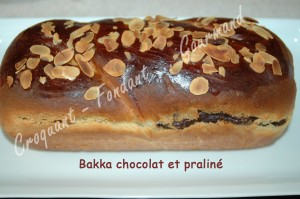 Croquant Fondant Gourmand
Bakka chocolat et praliné